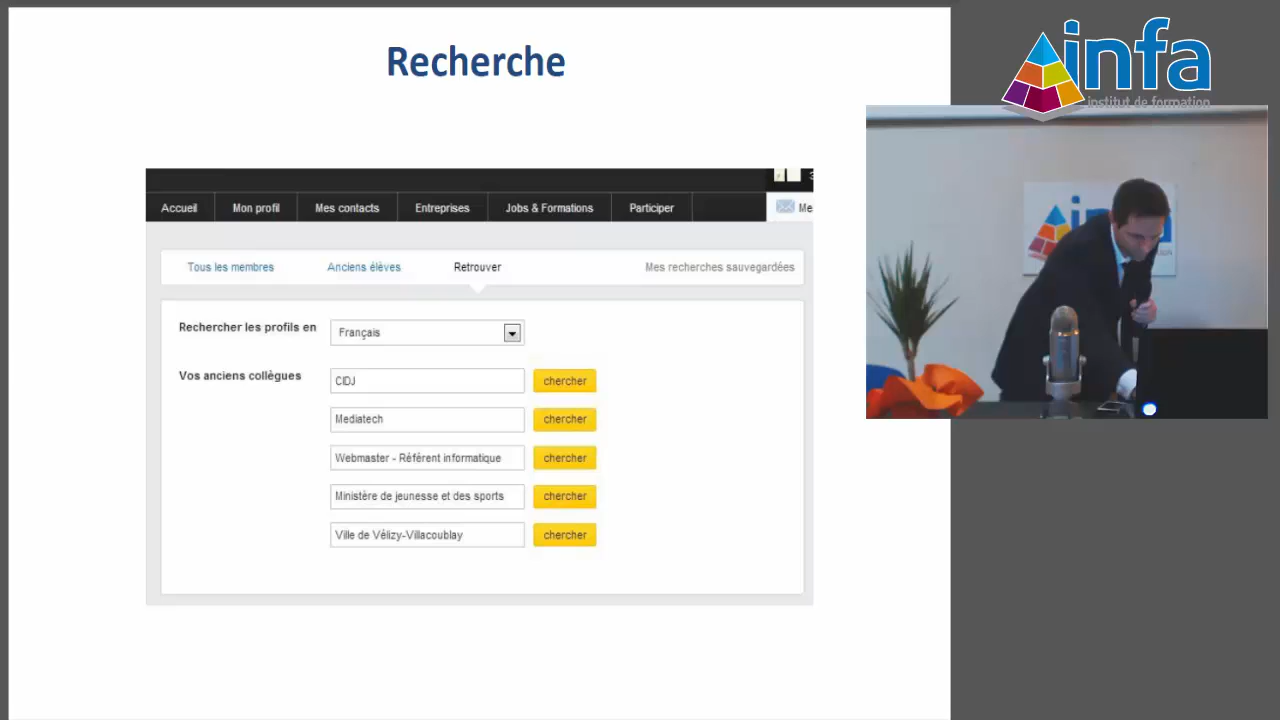 Recherche
infa
institut de formation
Accueil
Mon profil
Mes contacts
Entreprises
Jobs & Formations
Participer
Me
Tous les membres
Anciens élèves
Retrouver
Mes recherches sauvegardées
Rechercher les profils en
Français
Vos anciens collègues
CIDJ
chercher
Mediatech
chercher
Webmaster - Référent informatique
chercher
Ministère de jeunesse et des sports
chercher
Ville de Vélizy-Villacoublay
chercher